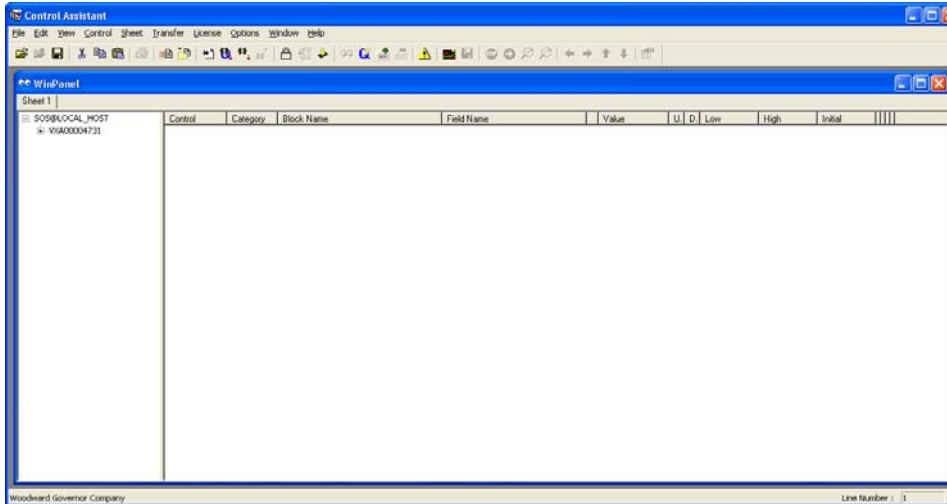 Control Assistant
File Edit View Control Sheet Transfer License Options Window Help
WinPanel
Sheet 1
SOS@LOCAL_HOST Control Category Block Name Field Name Value U. D. Low High Initial
VXA00004731
Woodward Governor Company Line Number : 1